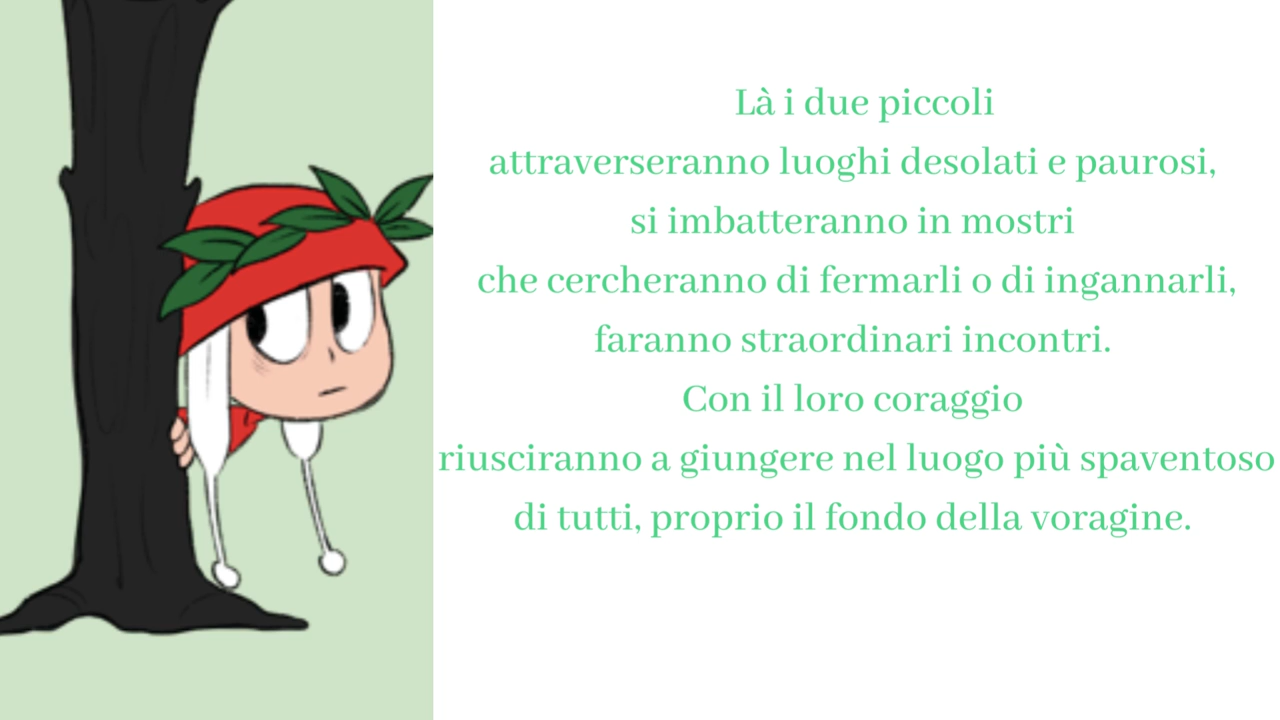 Là i due piccoli
attraverseranno luoghi desolati e paurosi,
si imbatteranno in mostri
che cercheranno di fermarli o di ingannarli,
faranno straordinari incontri.
Con il loro coraggio
riusciranno a giungere nel luogo più spaventoso
di tutti, proprio il fondo della voragine.